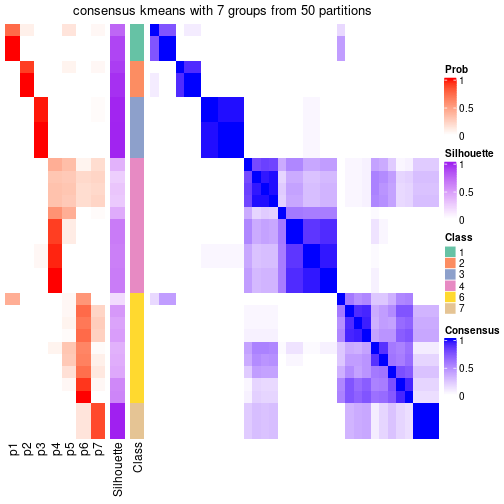 consensus kmeans with 7 groups from 50 partitions
Prob
1
0.5
0
Silhouette
1
0.5
0
Class
1
2
3
4
6
7
Consensus
1
0.5
0
p1
p2
p3
p4
p5
p6
p7
Silhouette
Class